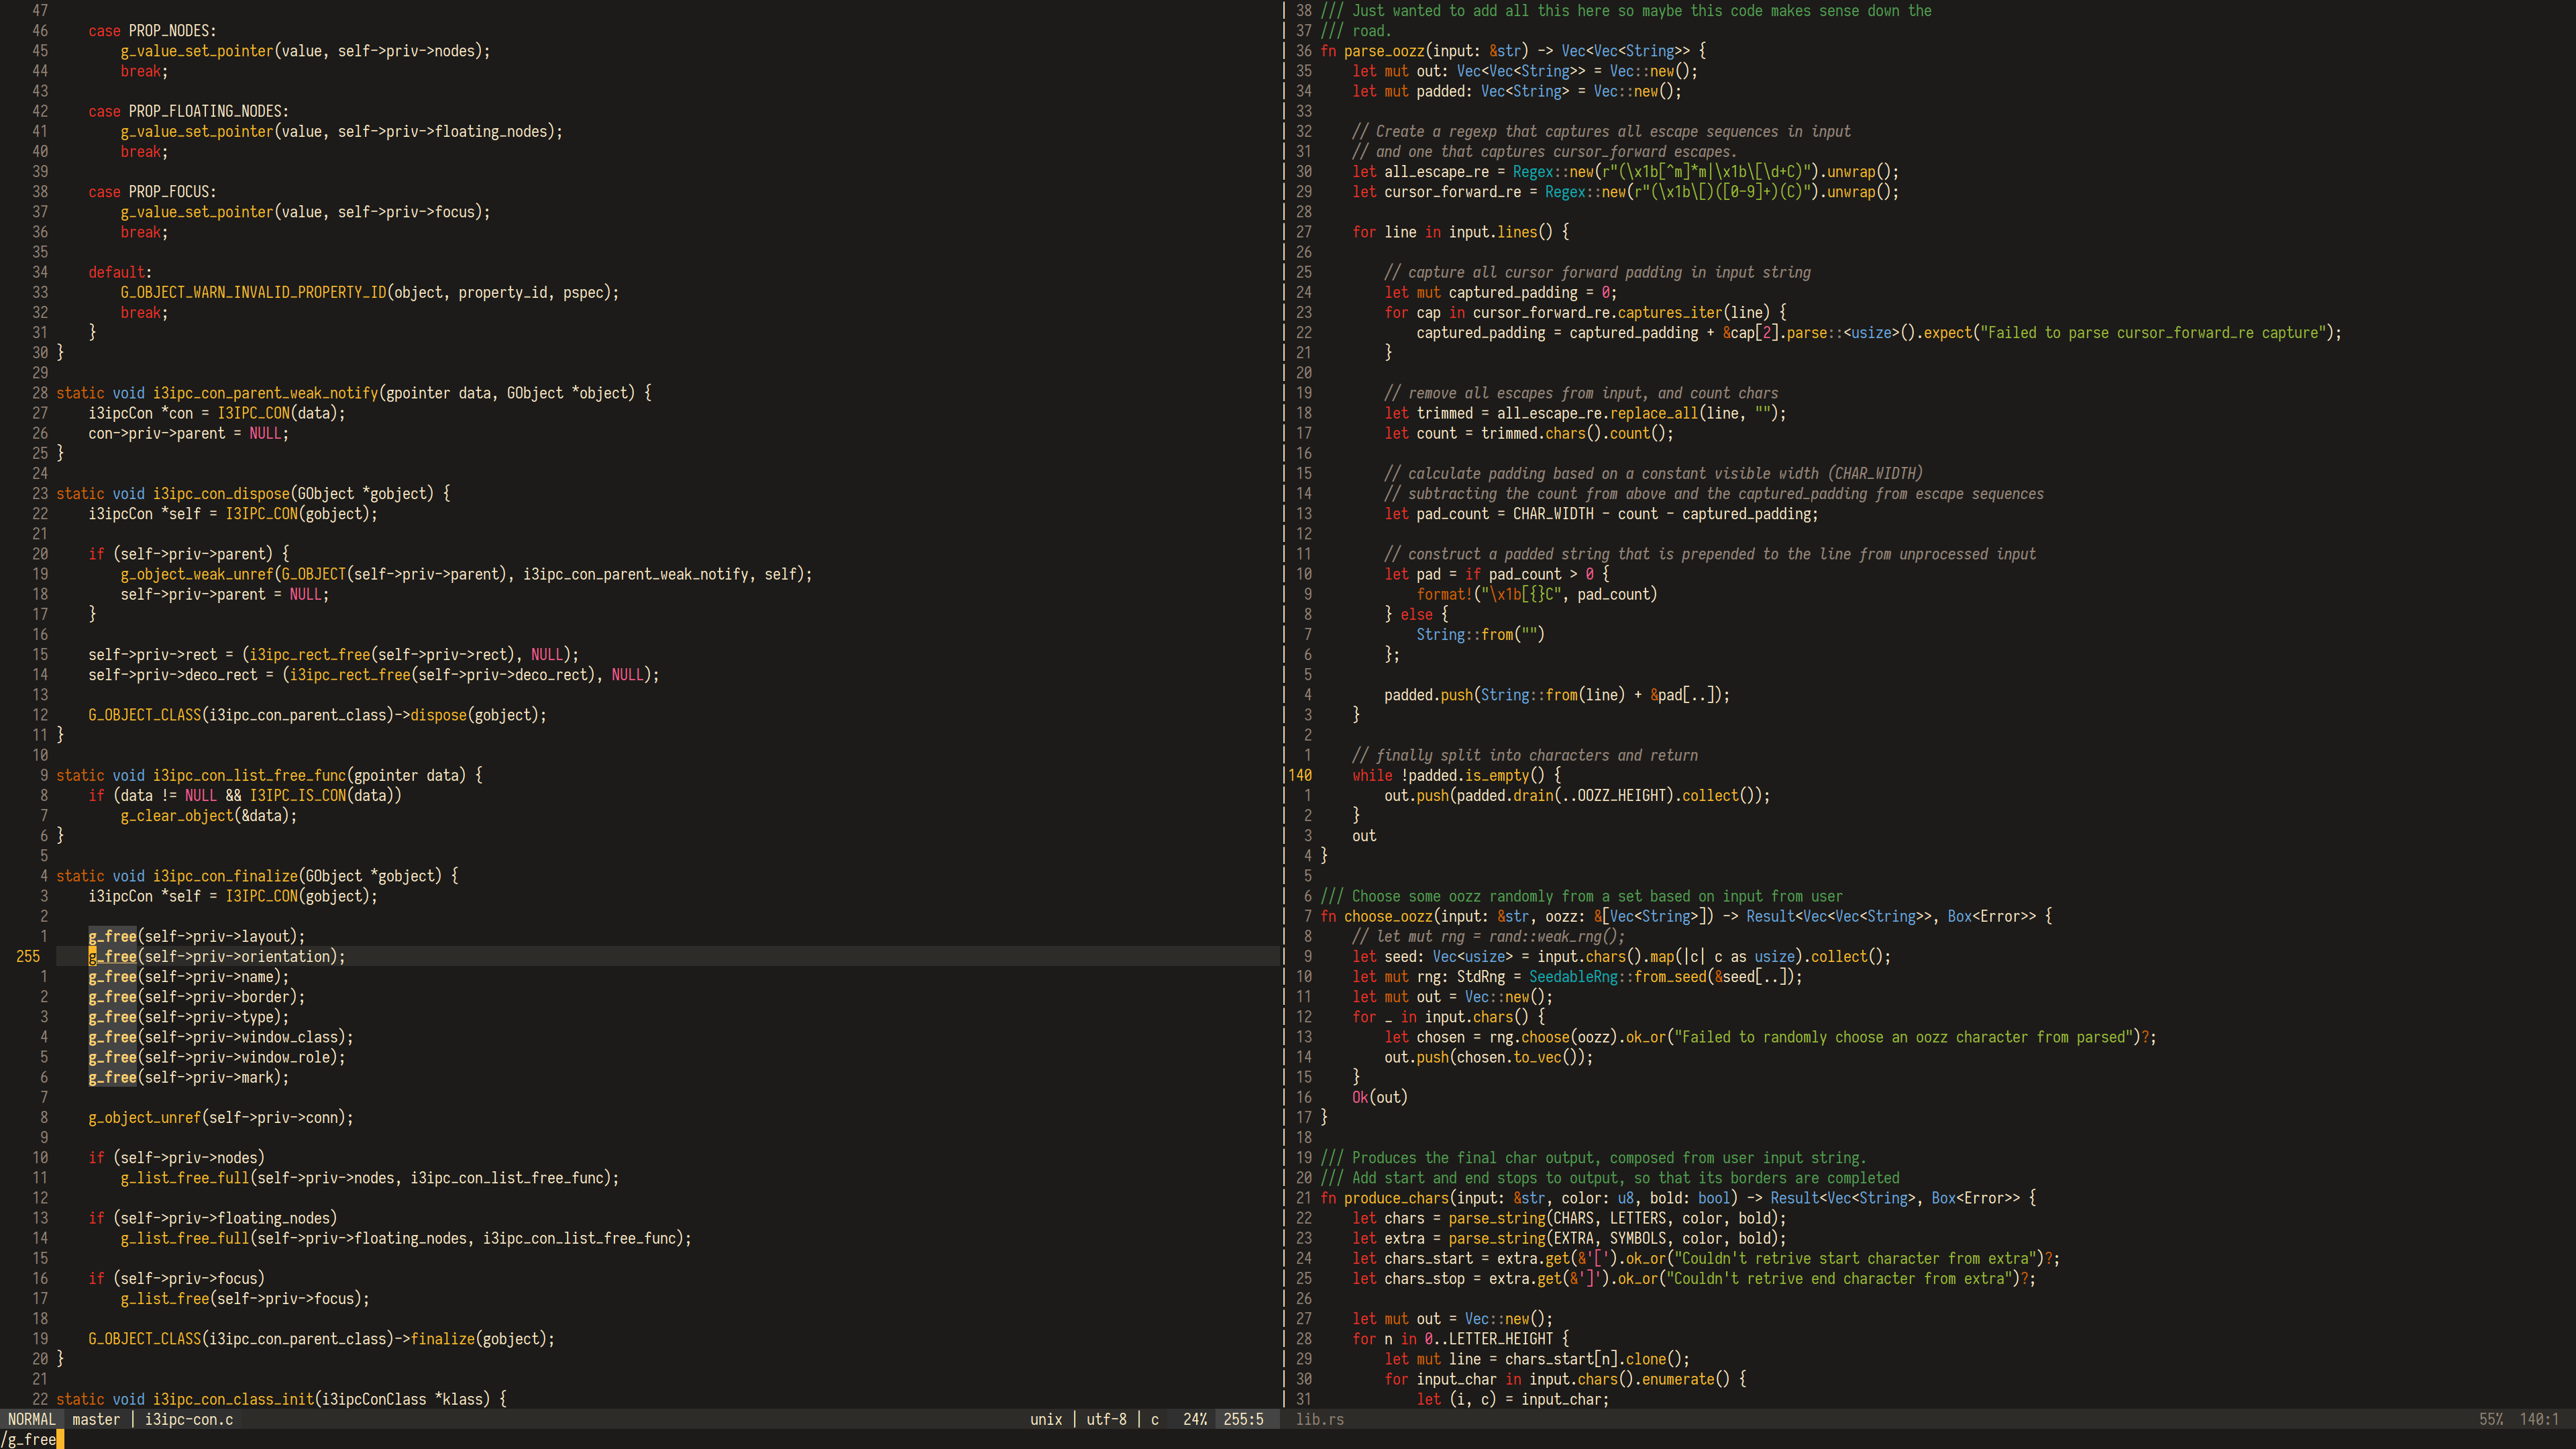 47
46     case PROP_NODES:
45         g_value_set_pointer(value, self->priv->nodes);
44         break;
43
42     case PROP_FLOATING_NODES:
41         g_value_set_pointer(value, self->priv->floating_nodes);
40         break;
39
38     case PROP_FOCUS:
37         g_value_set_pointer(value, self->priv->focus);
36         break;
35
34     default:
33         G_OBJECT_WARN_INVALID_PROPERTY_ID(object, property_id, pspec);
32         break;
31     }
30 }
29
28 static void i3ipc_con_parent_weak_notify(gpointer data, GObject *object) {
27     i3ipcCon *con = I3IPC_CON(data);
26     con->priv->parent = NULL;
25 }
24
23 static void i3ipc_con_dispose(GObject *gobject) {
22     i3ipcCon *self = I3IPC_CON(gobject);
21
20     if (self->priv->parent) {
19         g_object_weak_unref(G_OBJECT(self->priv->parent), i3ipc_con_parent_weak_notify, self);
18         self->priv->parent = NULL;
17     }
16
15     self->priv->rect = (i3ipc_rect_free(self->priv->rect), NULL);
14     self->priv->deco_rect = (i3ipc_rect_free(self->priv->deco_rect), NULL);
13
12     G_OBJECT_CLASS(i3ipc_con_parent_class)->dispose(gobject);
11 }
10
9 static void i3ipc_con_list_free_func(gpointer data) {
8     if (data != NULL && I3IPC_IS_CON(data))
7         g_clear_object(&data);
6 }
5
4 static void i3ipc_con_finalize(GObject *gobject) {
3     i3ipcCon *self = I3IPC_CON(gobject);
2
1     g_free(self->priv->layout);
255     g_free(self->priv->orientation);
1     g_free(self->priv->name);
2     g_free(self->priv->border);
3     g_free(self->priv->type);
4     g_free(self->priv->window_class);
5     g_free(self->priv->window_role);
6     g_free(self->priv->mark);
7
8     g_object_unref(self->priv->conn);
9
10     if (self->priv->nodes)
11         g_list_free_full(self->priv->nodes, i3ipc_con_list_free_func);
12
13     if (self->priv->floating_nodes)
14         g_list_free_full(self->priv->floating_nodes, i3ipc_con_list_free_func);
15
16     if (self->priv->focus)
17         g_list_free(self->priv->focus);
18
19     G_OBJECT_CLASS(i3ipc_con_parent_class)->finalize(gobject);
20 }
21
22 static void i3ipc_con_class_init(i3ipcConClass *klass) {
NORMAL master | i3ipc-con.c unix | utf-8 | c 24% 255:5
/g_free
38 /// Just wanted to add all this here so maybe this code makes sense down the
37 /// road.
36 fn parse_oozz(input: &str) -> Vec<Vec<String>> {
35     let mut out: Vec<Vec<String>> = Vec::new();
34     let mut padded: Vec<String> = Vec::new();
33
32     // Create a regexp that captures all escape sequences in input
31     // and one that captures cursor_forward escapes.
30     let all_escape_re = Regex::new(r"(\x1b[^m]*m|\x1b\[\d+C)").unwrap();
29     let cursor_forward_re = Regex::new(r"(\x1b\[)([0-9]+)(C)").unwrap();
28
27     for line in input.lines() {
26
25         // capture all cursor forward padding in input string
24         let mut captured_padding = 0;
23         for cap in cursor_forward_re.captures_iter(line) {
22             captured_padding = captured_padding + &cap[2].parse::<usize>().expect("Failed to parse cursor_forward_re capture");
21         }
20
19         // remove all escapes from input, and count chars
18         let trimmed = all_escape_re.replace_all(line, "");
17         let count = trimmed.chars().count();
16
15         // calculate padding based on a constant visible width (CHAR_WIDTH)
14         // subtracting the count from above and the captured_padding from escape sequences
13         let pad_count = CHAR_WIDTH - count - captured_padding;
12
11         // construct a padded string that is prepended to the line from unprocessed input
10         let pad = if pad_count > 0 {
9             format!("\x1b[{}C", pad_count)
8         } else {
7             String::from("")
6         };
5
4         padded.push(String::from(line) + &pad[..]);
3     }
2
1     // finally split into characters and return
140     while !padded.is_empty() {
1         out.push(padded.drain(..OOZZ_HEIGHT).collect());
2     }
3     out
4 }
5
6 /// Choose some oozz randomly from a set based on input from user
7 fn choose_oozz(input: &str, oozz: &[Vec<String>]) -> Result<Vec<Vec<String>>, Box<Error>> {
8     // let mut rng = rand::weak_rng();
9     let seed: Vec<usize> = input.chars().map(|c| c as usize).collect();
10     let mut rng: StdRng = SeedableRng::from_seed(&seed[..]);
11     let mut out = Vec::new();
12     for _ in input.chars() {
13         let chosen = rng.choose(oozz).ok_or("Failed to randomly choose an oozz character from parsed")?;
14         out.push(chosen.to_vec());
15     }
16     Ok(out)
17 }
18
19 /// Produces the final char output, composed from user input string.
20 /// Add start and end stops to output, so that its borders are completed
21 fn produce_chars(input: &str, color: u8, bold: bool) -> Result<Vec<String>, Box<Error>> {
22     let chars = parse_string(CHARS, LETTERS, color, bold);
23     let extra = parse_string(EXTRA, SYMBOLS, color, bold);
24     let chars_start = extra.get(&'[').ok_or("Couldn't retrive start character from extra")?;
25     let chars_stop = extra.get(&']').ok_or("Couldn't retrive end character from extra")?;
26
27     let mut out = Vec::new();
28     for n in 0..LETTER_HEIGHT {
29         let mut line = chars_start[n].clone();
30         for input_char in input.chars().enumerate() {
31             let (i, c) = input_char;
lib.rs 55% 140:1